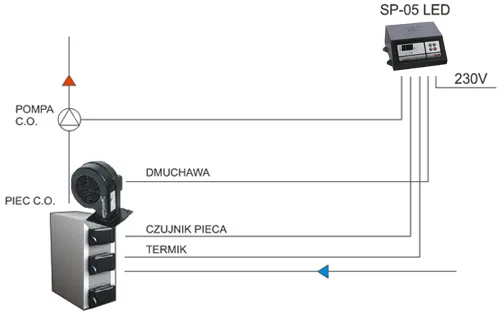 SP-05 LED
230V
POMPA
C.O.
DMUCHAWA
PIEC C.O.
CZUJNIK PIECA
TERMIK